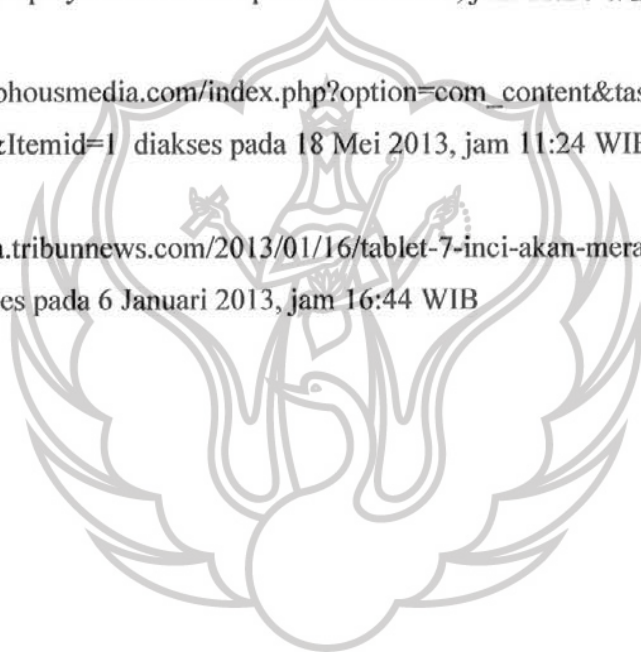 phousmedia.com/index.php?option=com_content&tas
Itemid=1 diakses pada 18 Mei 2013, jam 11:24 WIB
a.tribunnews.com/2013/01/16/tablet-7-inci-akan-mera
es pada 6 Januari 2013, jam 16:44 WIB